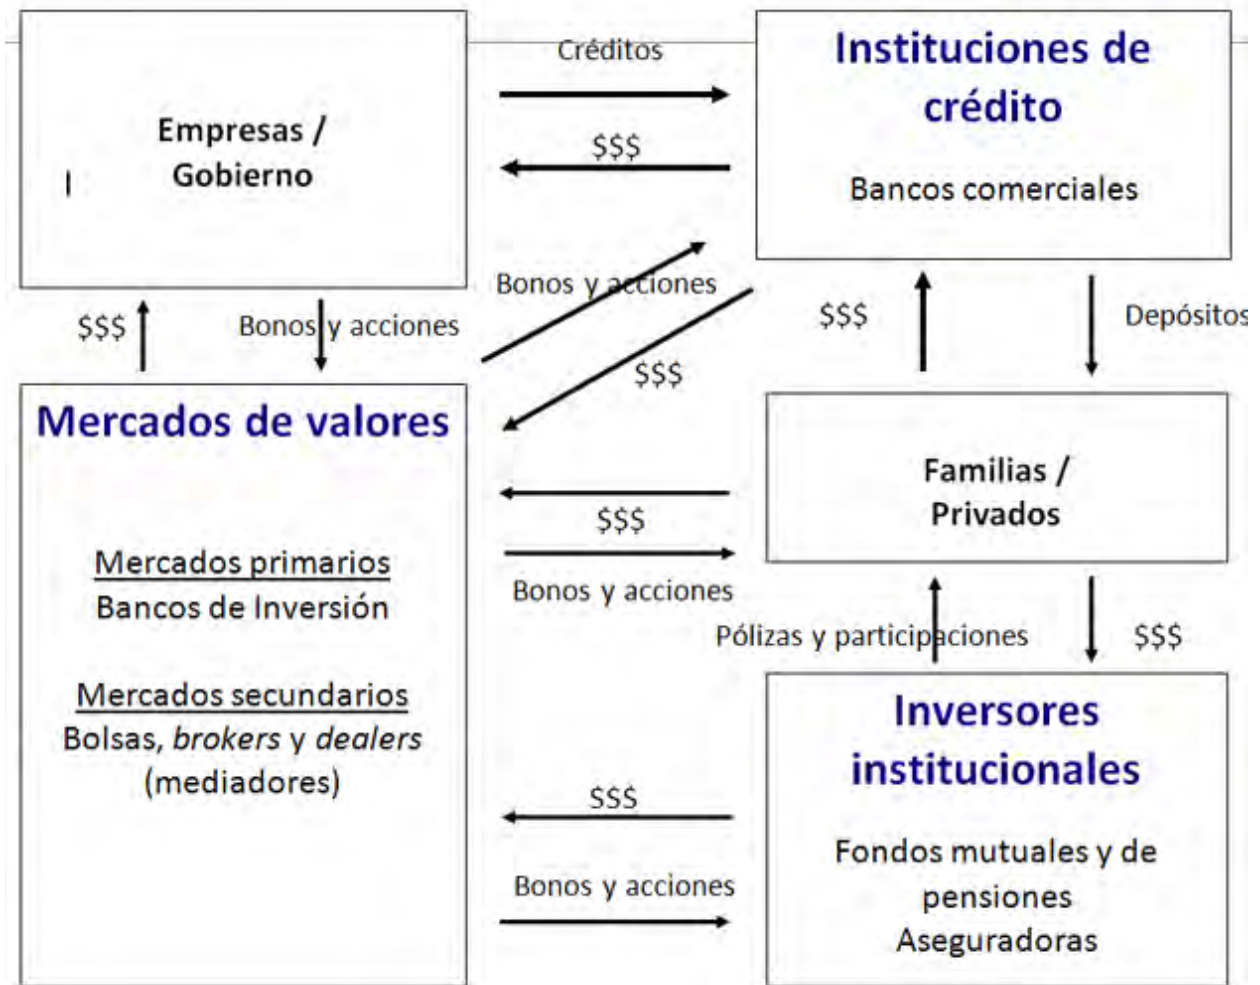 Empresas /
Gobierno
Créditos
$$$
Instituciones de
crédito
Bancos comerciales
$$$
Bonos y acciones
Bonos y acciones
$$$
$$$
Depósitos
Mercados de valores
Mercados primarios
Bancos de Inversión
Mercados secundarios
Bolsas, brokers y dealers
(mediadores)
$$$
Bonos y acciones
Familias /
Privados
Pólizas y participaciones
$$$
$$$
Bonos y acciones
Inversores
institucionales
Fondos mutuales y de
pensiones
Aseguradoras